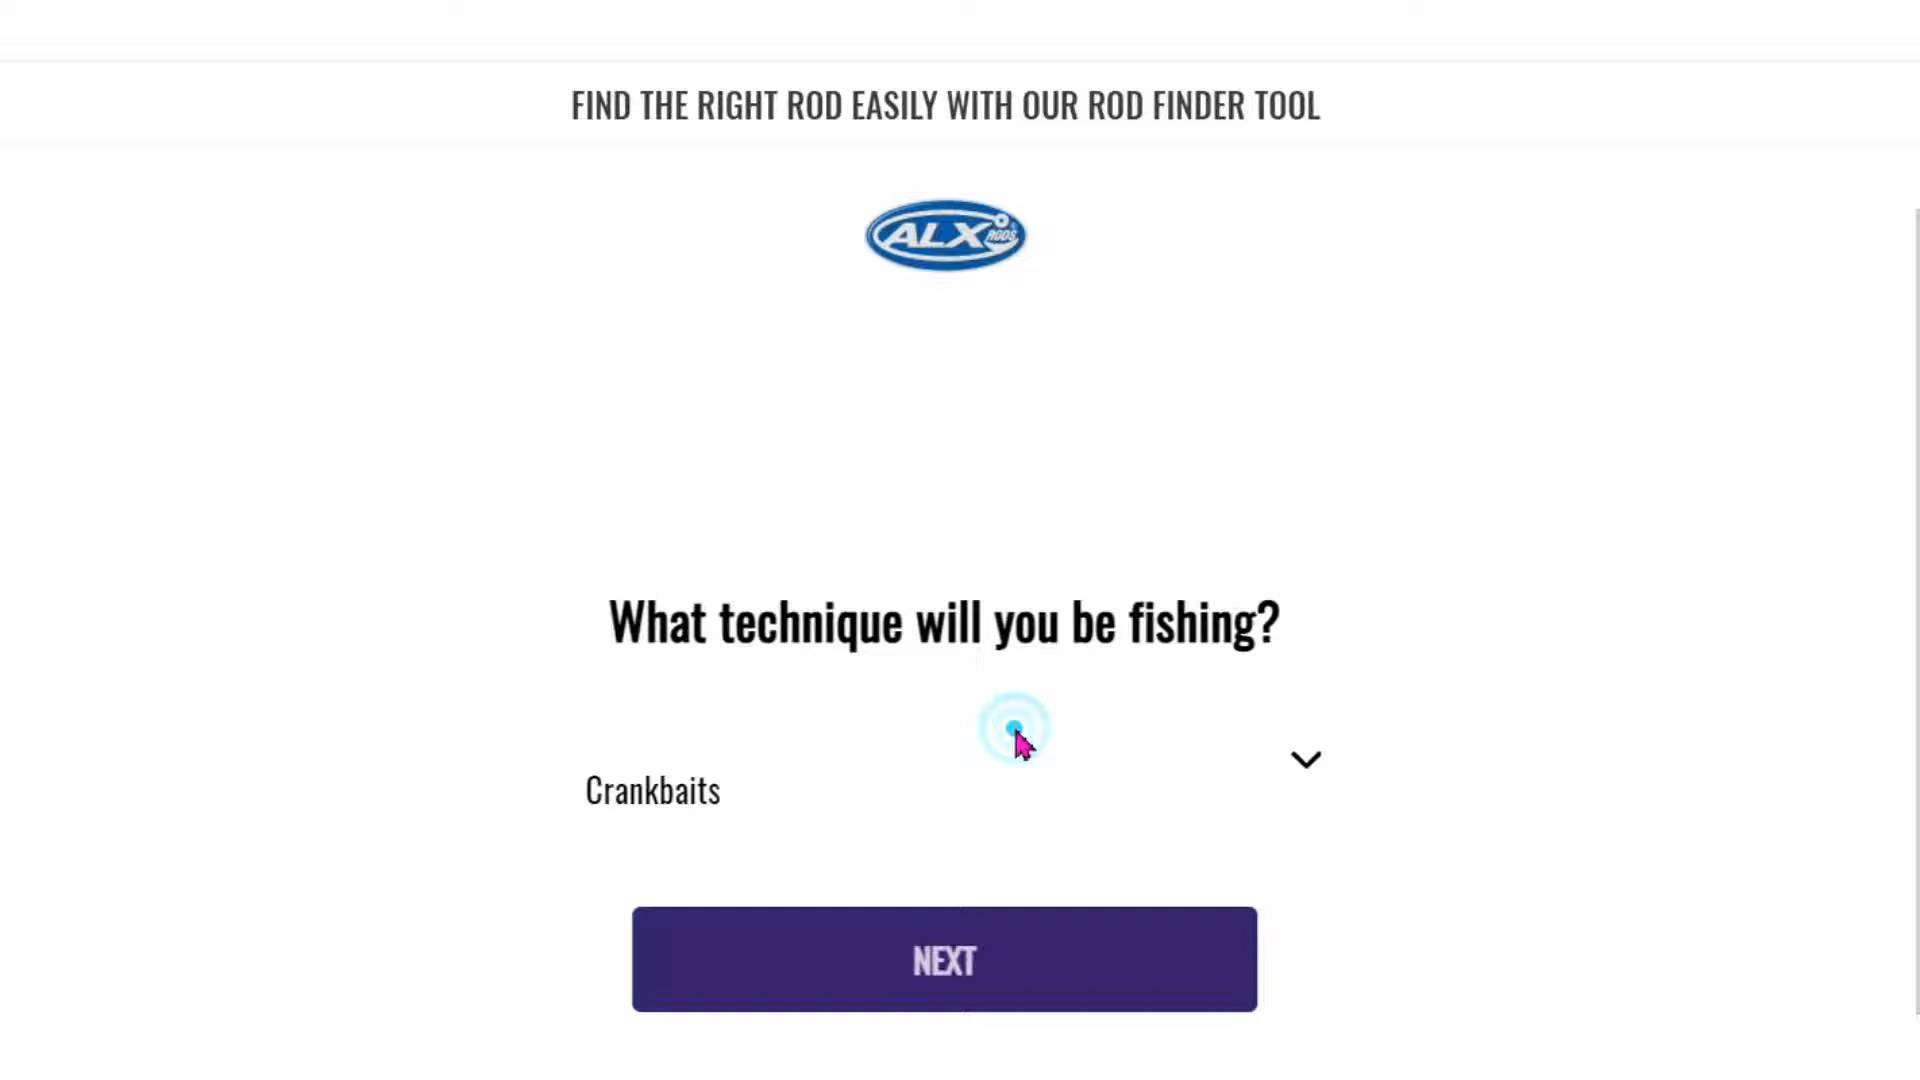 FIND THE RIGHT ROD EASILY WITH OUR ROD FINDER TOOL
ALX RODS
What technique will you be fishing?
Crankbaits
NEXT